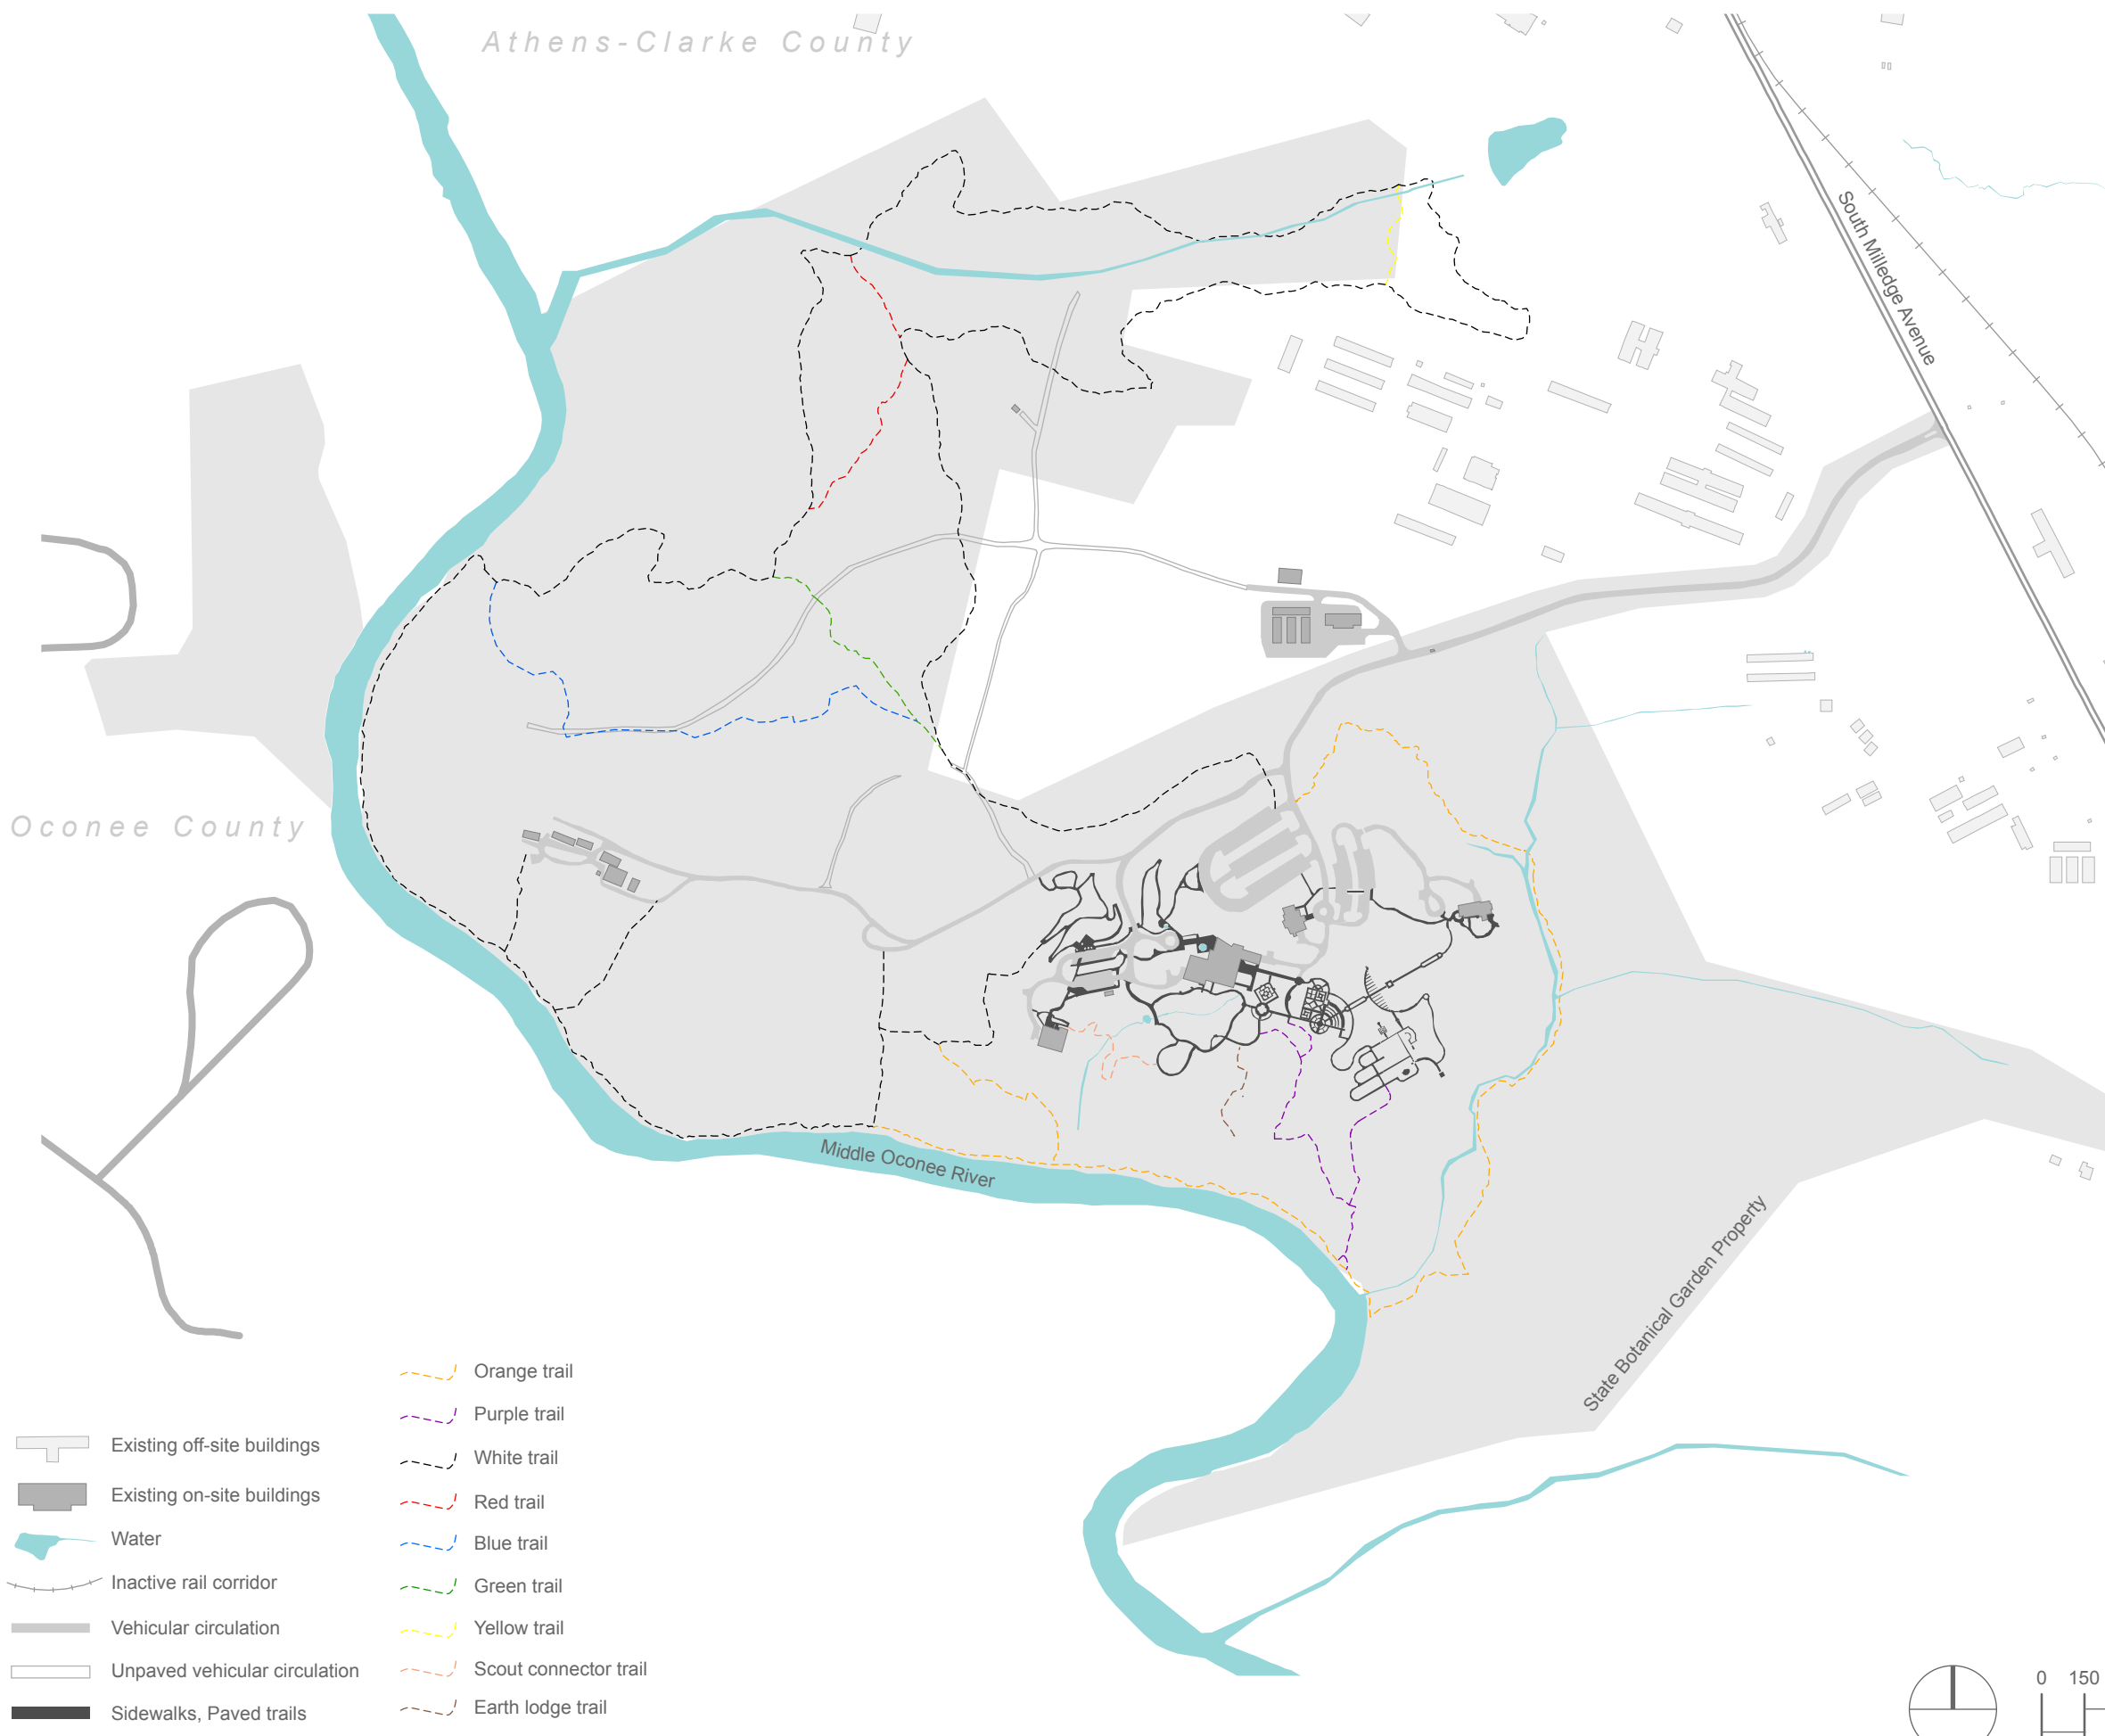 Athens-Clarke County
South Milledge Avenue
Oconee County
Middle Oconee River
State Botanical Garden Property
Existing off-site buildings
Existing on-site buildings
Water
Inactive rail corridor
Vehicular circulation
Unpaved vehicular circulation
Sidewalks, Paved trails
Orange trail
Purple trail
White trail
Red trail
Blue trail
Green trail
Yellow trail
Scout connector trail
Earth lodge trail
0 150